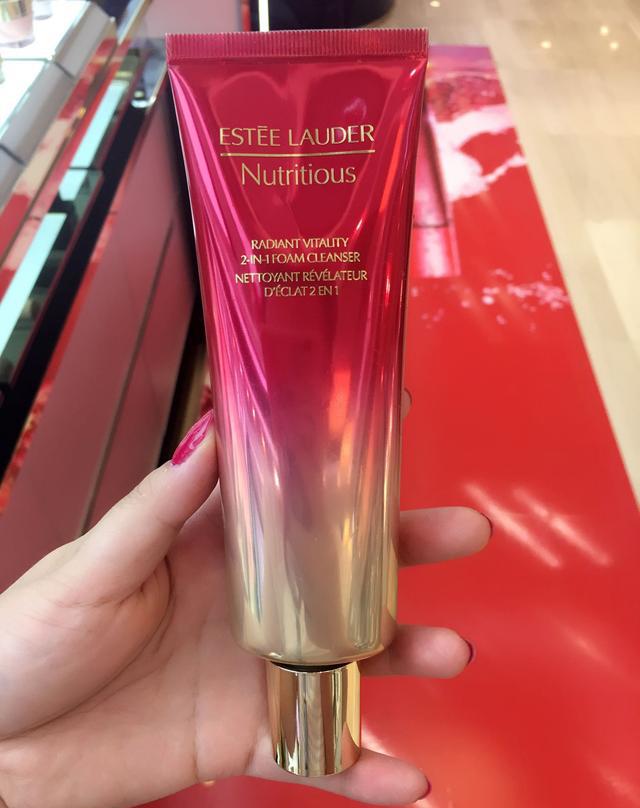 ESTĒE LAUDER
Nutritious
RADIANT VITALITY
2-IN-1 FOAM CLEANSER
NETTOYANT RÉVÉLATEUR
D'ÉCLAT 2 EN 1